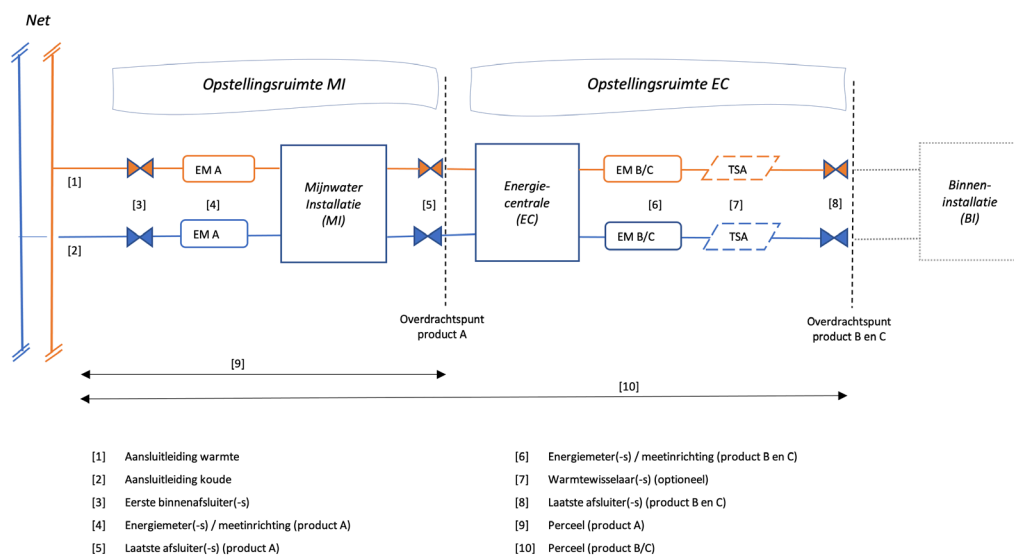 Net
Opstellingsruimte MI
Opstellingsruimte EC
EM A
EM B/C
TSA
[1]
[3]
[4]
Mijnwater
Installatie
(MI)
[5]
Energie-
centrale
(EC)
[6]
[7]
[8]
Binnen-
installatie
(BI)
EM A
EM B/C
TSA
[2]
Overdrachtspunt
product A
Overdrachtspunt
product B en C
[9]
[10]
[1] Aansluitleiding warmte
[2] Aansluitleiding koude
[3] Eerste binnenafsluiter(-s)
[4] Energiemeter(-s) / meetinrichting (product A)
[5] Laatste afsluiter(-s) (product A)
[6] Energiemeter(-s) / meetinrichting (product B en C)
[7] Warmtewisselaar(-s) (optioneel)
[8] Laatste afsluiter(-s) (product B en C)
[9] Perceel (product A)
[10] Perceel (product B/C)